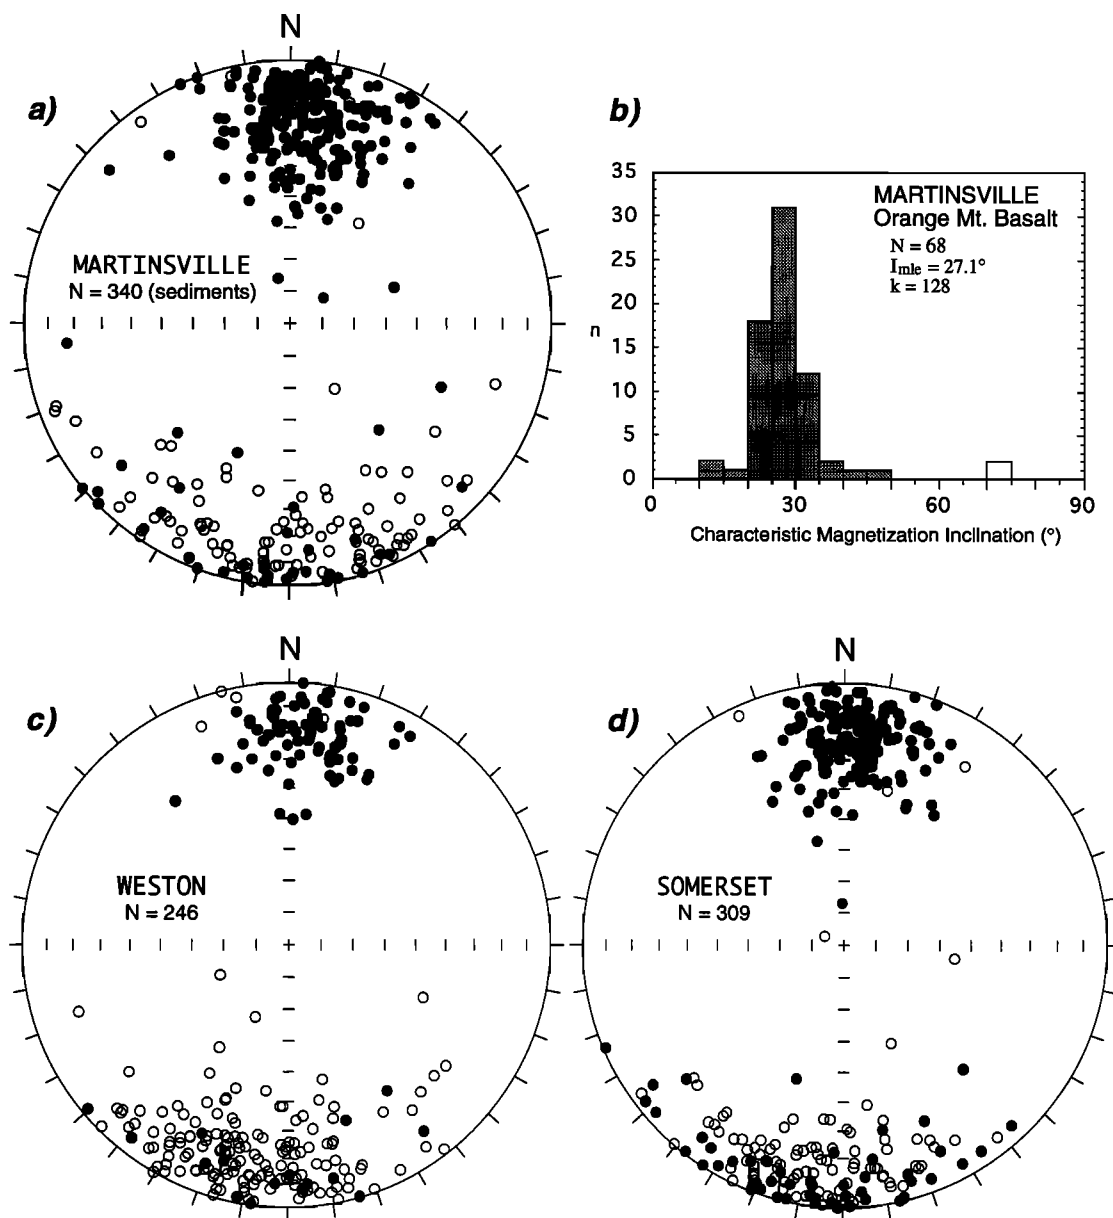 N
a)
MARTINSVILLE
N = 340 (sediments)
b)
35
30
25
20
15
10
5
0
n
MARTINSVILLE
Orange Mt. Basalt
N = 68
Imle = 27.1°
k = 128
0 30 60 90
Characteristic Magnetization Inclination (°)
N
c)
WESTON
N = 246
N
d)
SOMERSET
N = 309